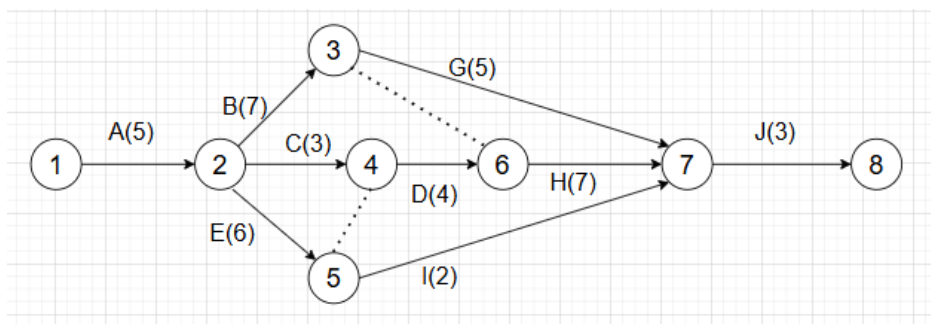 3
G(5)
B(7)
A(5)
C(3)
J(3)
1
2
4
6
7
8
D(4)
H(7)
E(6)
5
I(2)